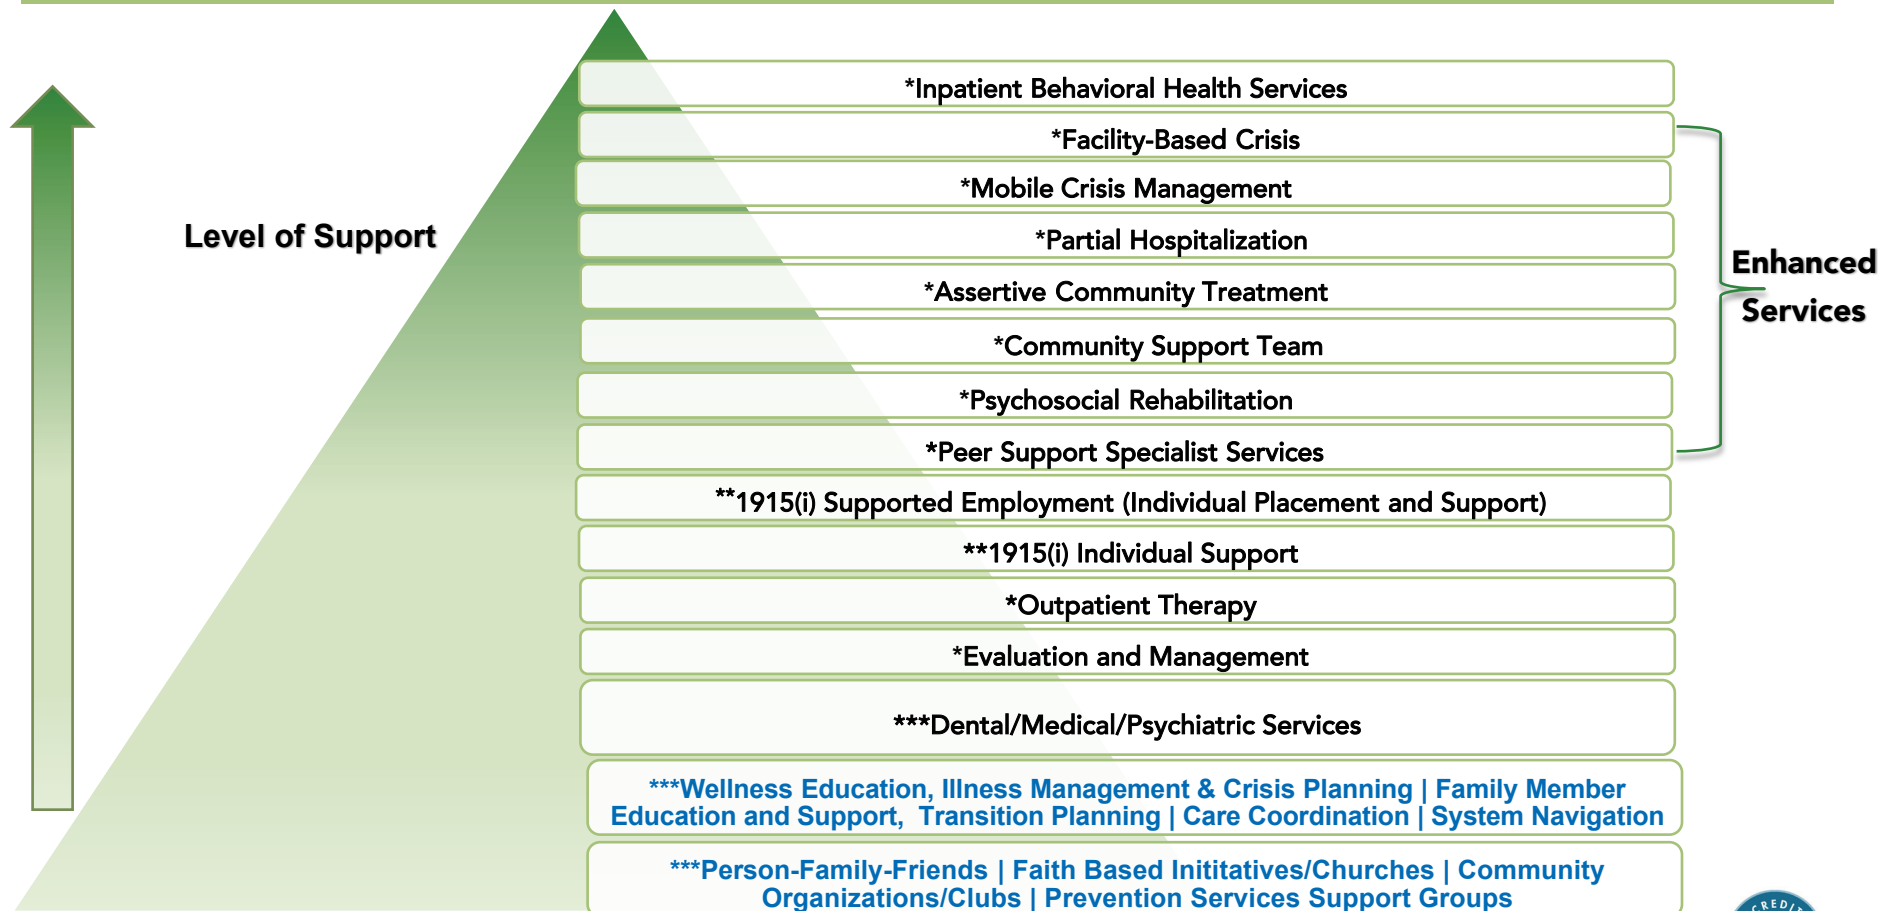 *Inpatient Behavioral Health Services
*Facility-Based Crisis
*Mobile Crisis Management
Level of Support
*Partial Hospitalization
Enhanced
Services
*Assertive Community Treatment
*Community Support Team
*Psychosocial Rehabilitation
*Peer Support Specialist Services
**1915(i) Supported Employment (Individual Placement and Support)
**1915(i) Individual Support
*Outpatient Therapy
*Evaluation and Management
***Dental/Medical/Psychiatric Services
***Wellness Education, Illness Management & Crisis Planning | Family Member
Education and Support, Transition Planning | Care Coordination | System Navigation
***Person-Family-Friends | Faith Based Inititatives/Churches | Community
Organizations/Clubs | Prevention Services Support Groups